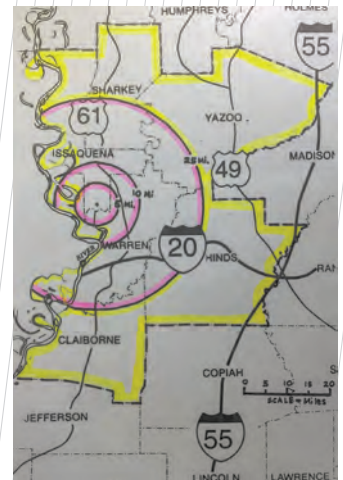 HUMPHREYS
HOLMES
55
SHARKEY
61
YAZOO
ISSAQUENA
MADISON
25 MI.
49
10 MI
5 MI.
RIVER
WARREN
20
HINDS
RAN
CLAIBORNE
COPIAH
0 5 10 15 20
SCALE MILES
JEFFERSON
55
LINCOLN
LAWRENCE